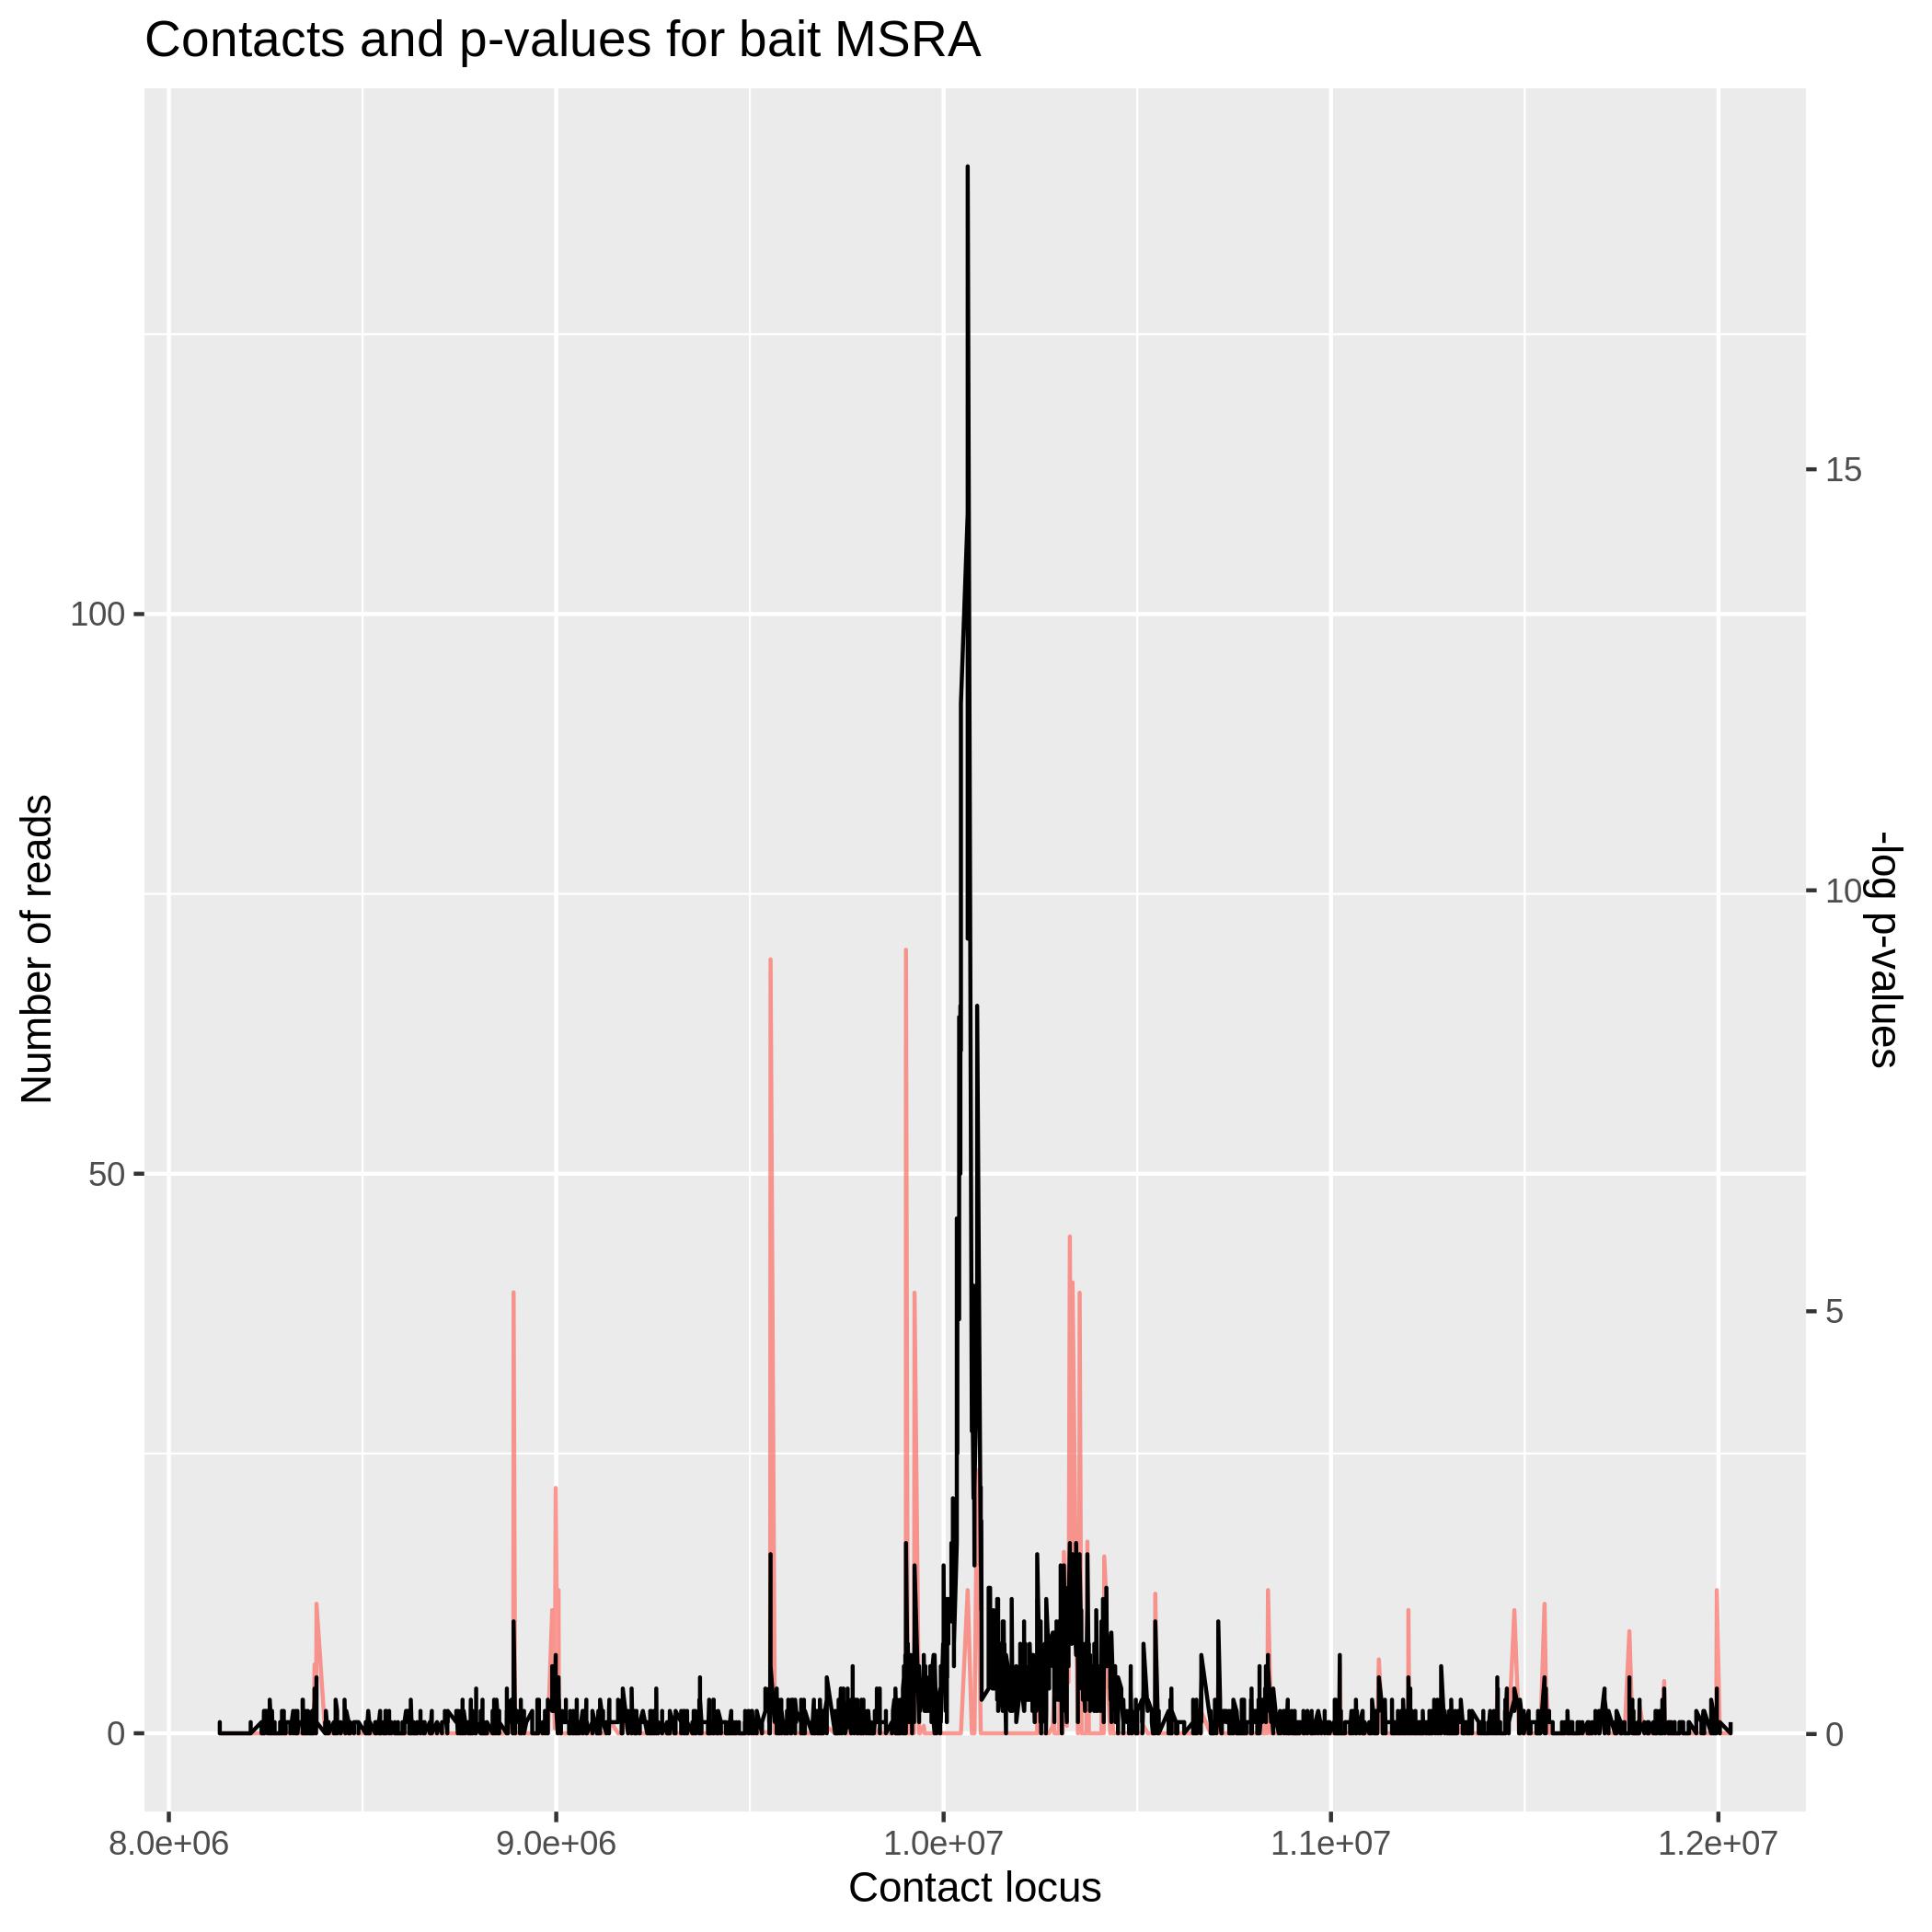 Contacts and p-values for bait MSRA
Number of reads
100
50
0
15
10
5
0
-log p-values
8.0e+06
9.0e+06
1.0e+07
1.1e+07
1.2e+07
Contact locus